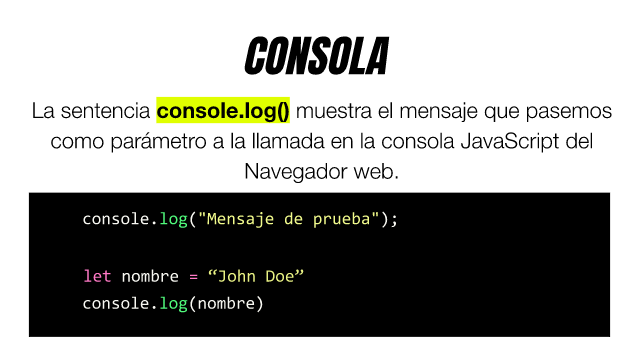 CONSOLA
La sentencia console.log() muestra el mensaje que pasemos
como parámetro a la llamada en la consola JavaScript del
Navegador web.
console.log("Mensaje de prueba");
let nombre = “John Doe”
console.log(nombre)